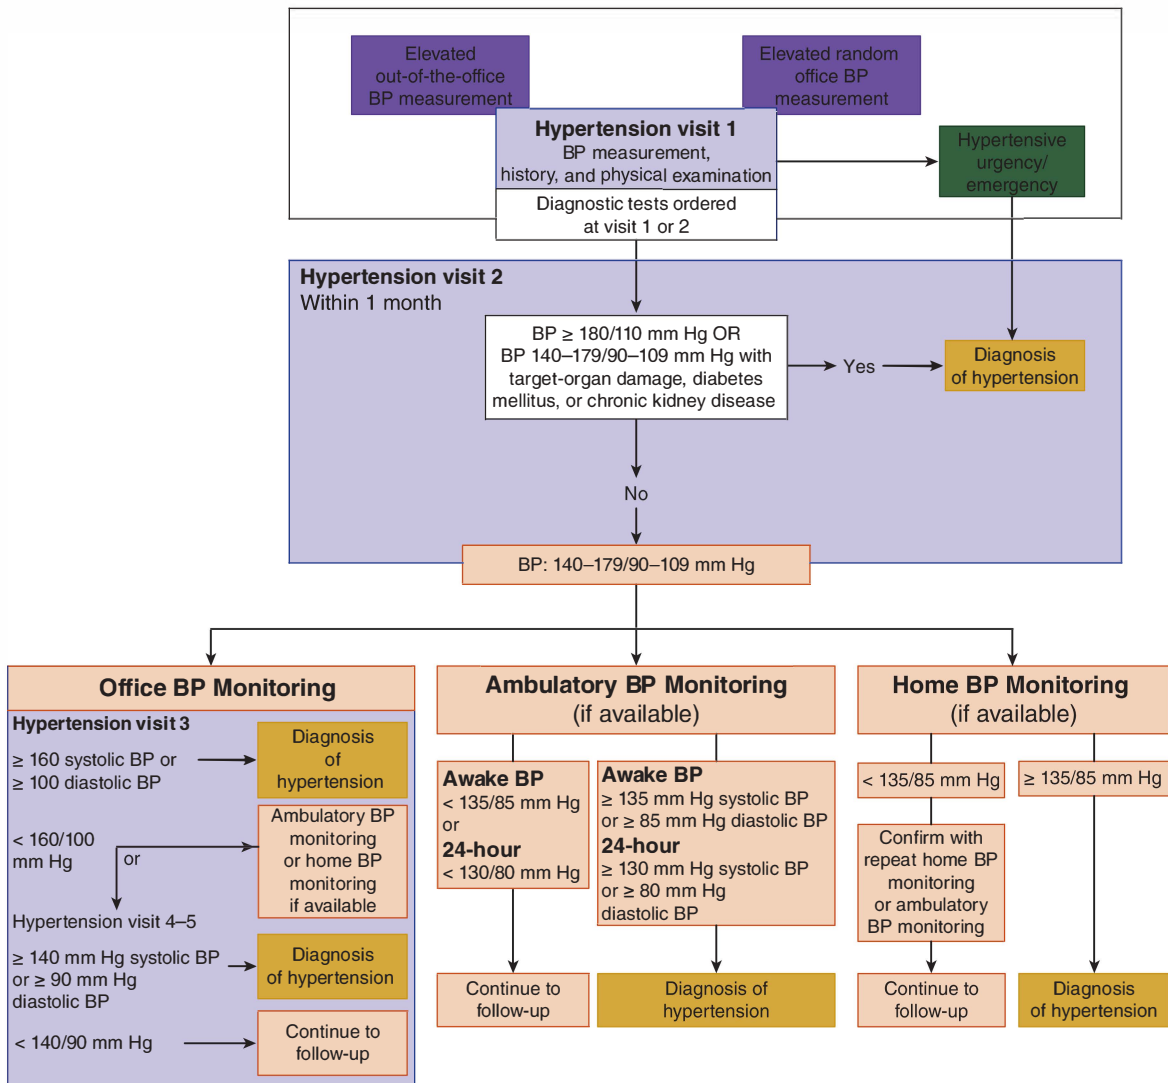 Elevated
out-of-the-office
BP measurement
Elevated random
office BP
measurement
Hypertension visit 1
BP measurement,
history, and physical examination
Diagnostic tests ordered
at visit 1 or 2
Hypertensive
urgency/
emergency
Hypertension visit 2
Within 1 month
BP ≥ 180/110 mm Hg OR
BP 140–179/90–109 mm Hg with
target-organ damage, diabetes
mellitus, or chronic kidney disease
Yes
Diagnosis
of hypertension
No
BP: 140–179/90–109 mm Hg
Office BP Monitoring
Hypertension visit 3
≥ 160 systolic BP or
≥ 100 diastolic BP
Diagnosis
of
hypertension
< 160/100
mm Hg
or
Ambulatory BP
monitoring
or home BP
monitoring
if available
Hypertension visit 4–5
≥ 140 mm Hg systolic BP
or ≥ 90 mm Hg
diastolic BP
Diagnosis
of hypertension
< 140/90 mm Hg
Continue to
follow-up
Ambulatory BP Monitoring
(if available)
Awake BP
< 135/85 mm Hg
or
24-hour
< 130/80 mm Hg
Continue to
follow-up
Awake BP
≥ 135 mm Hg systolic BP
or ≥ 85 mm Hg diastolic BP
24-hour
≥ 130 mm Hg systolic BP
or ≥ 80 mm Hg
diastolic BP
Diagnosis of
hypertension
Home BP Monitoring
(if available)
< 135/85 mm Hg
Confirm with
repeat home BP
monitoring
or ambulatory
BP monitoring
Continue to
follow-up
≥ 135/85 mm Hg
Diagnosis
of hypertension